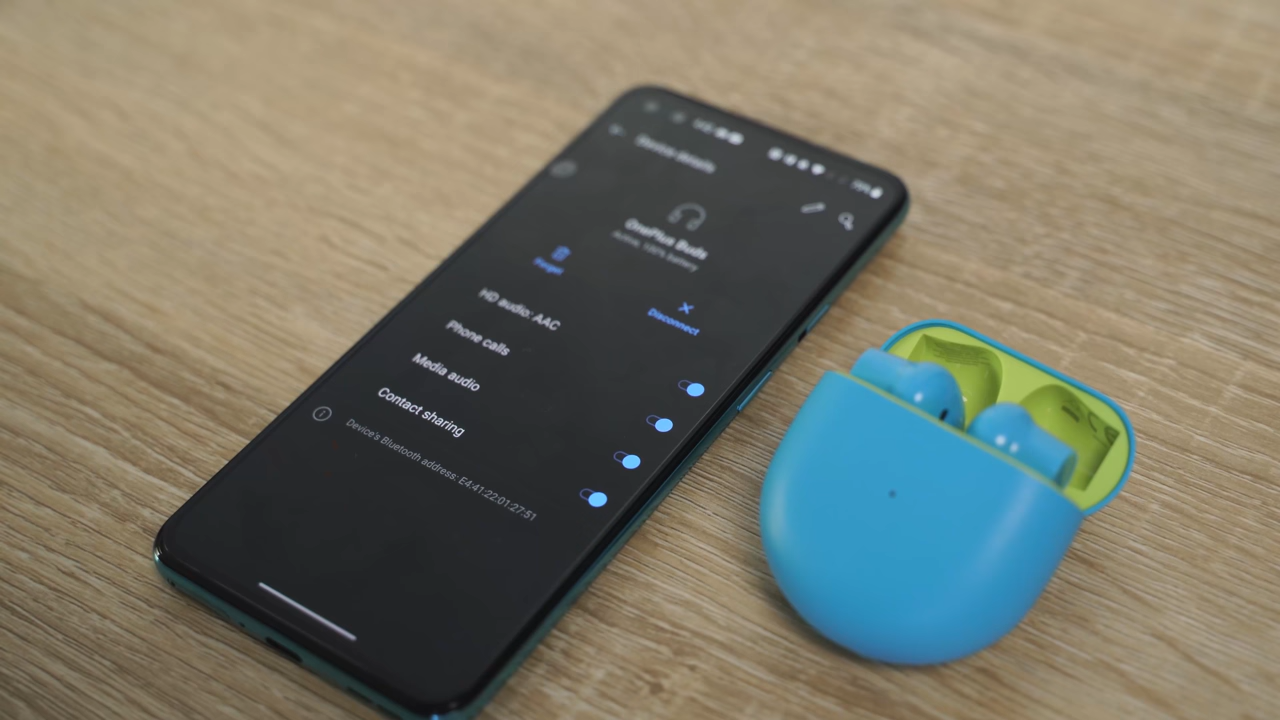 Device details
OnePlus Buds
Active, 100% battery
Forget
Disconnect
HD audio: AAC
Phone calls
Media audio
Contact sharing
Device's Bluetooth address: E4:41:22:01:27:51